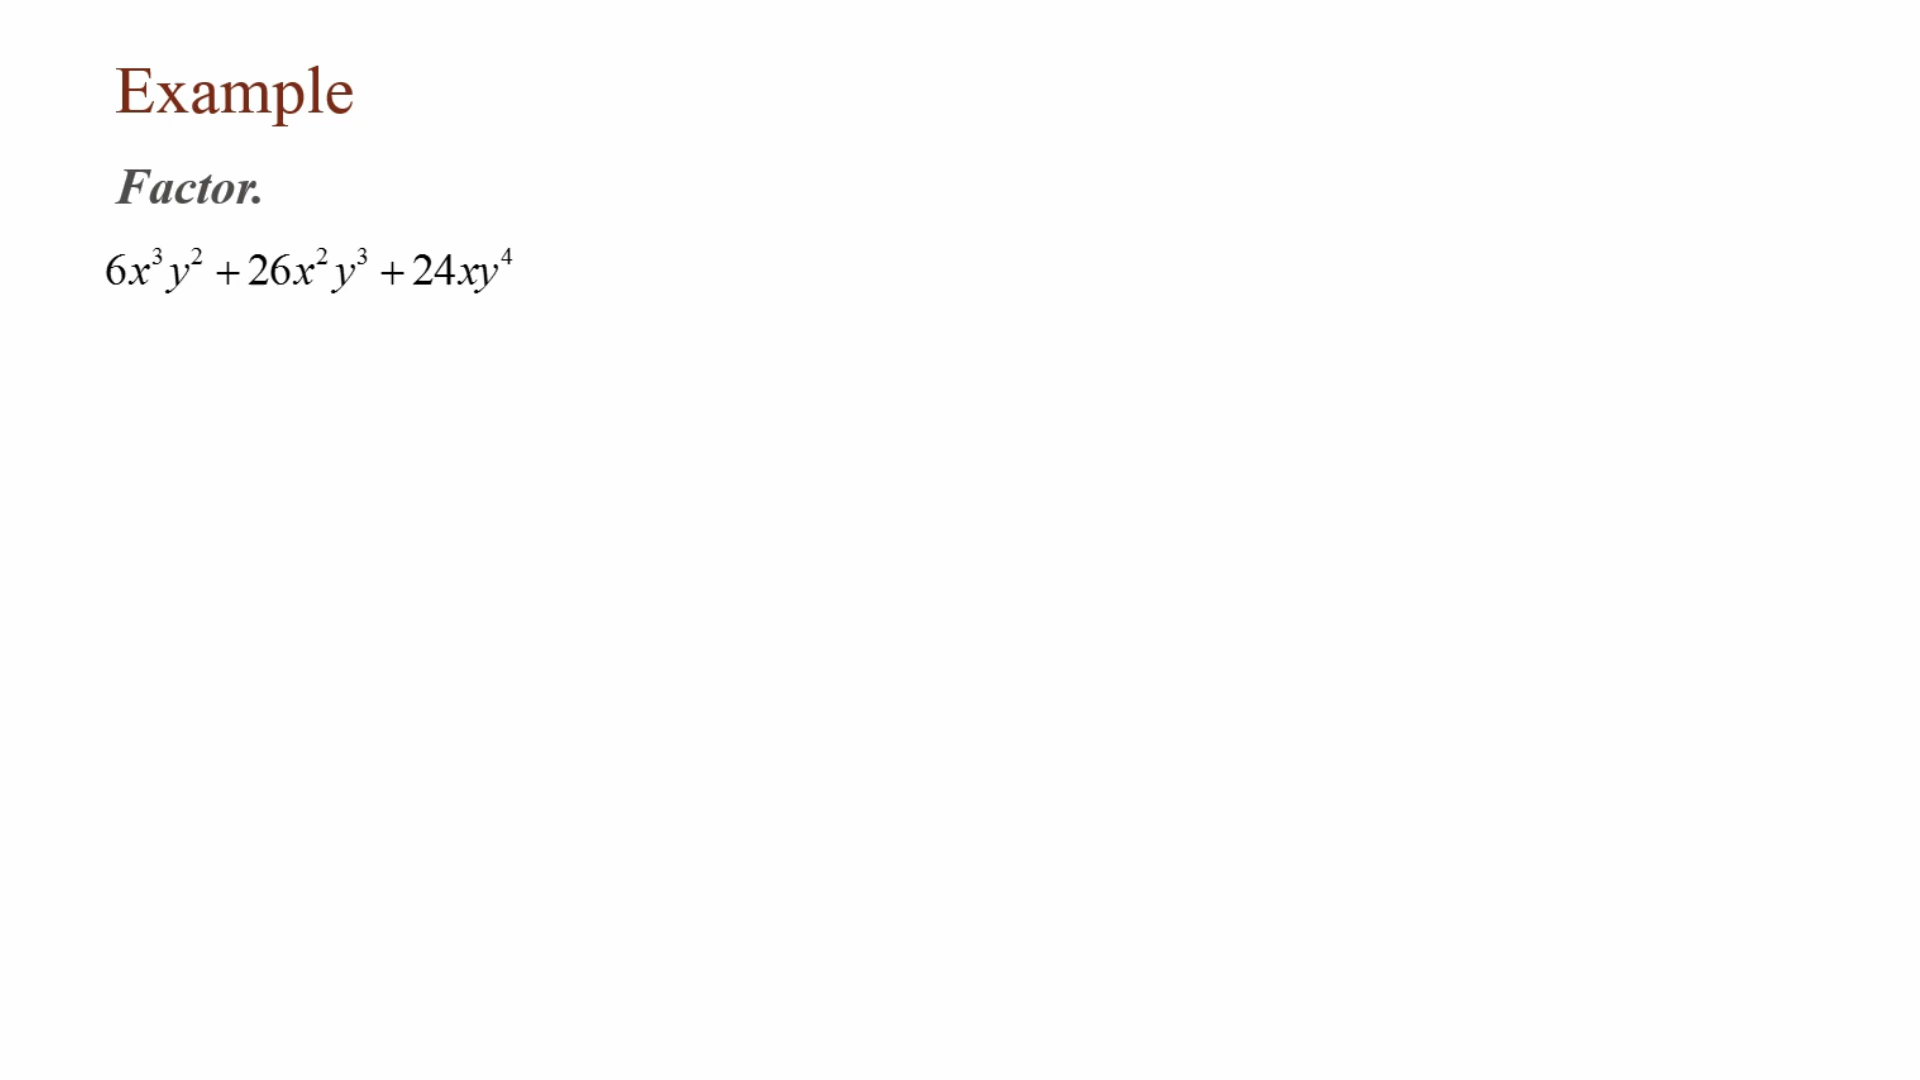 Example
Factor.
6x³y² + 26x²y³ + 24xy⁴